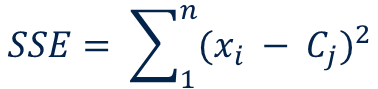 SSE = ∑₁ⁿ(xᵢ − Cⱼ)²